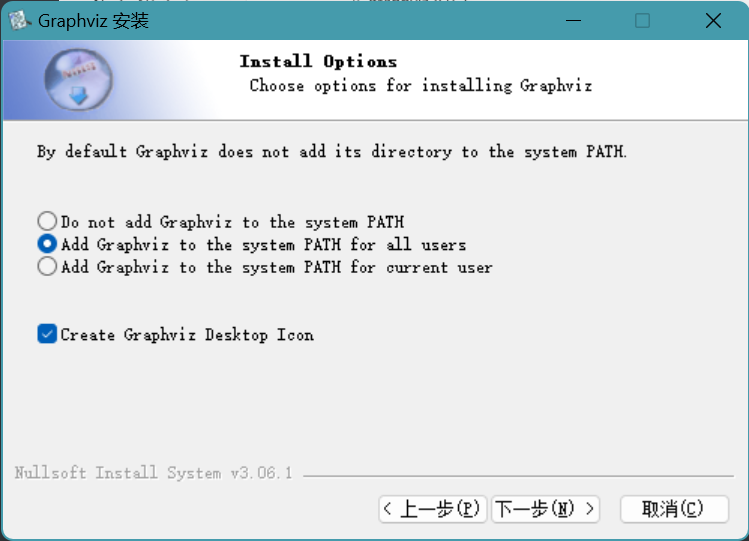 Graphviz 安装
Install Options
Choose options for installing Graphviz
By default Graphviz does not add its directory to the system PATH.
Do not add Graphviz to the system PATH
Add Graphviz to the system PATH for all users
Add Graphviz to the system PATH for current user
Create Graphviz Desktop Icon
Nullsoft Install System v3.06.1
< 上一步(P) 下一步(N) > 取消(C)